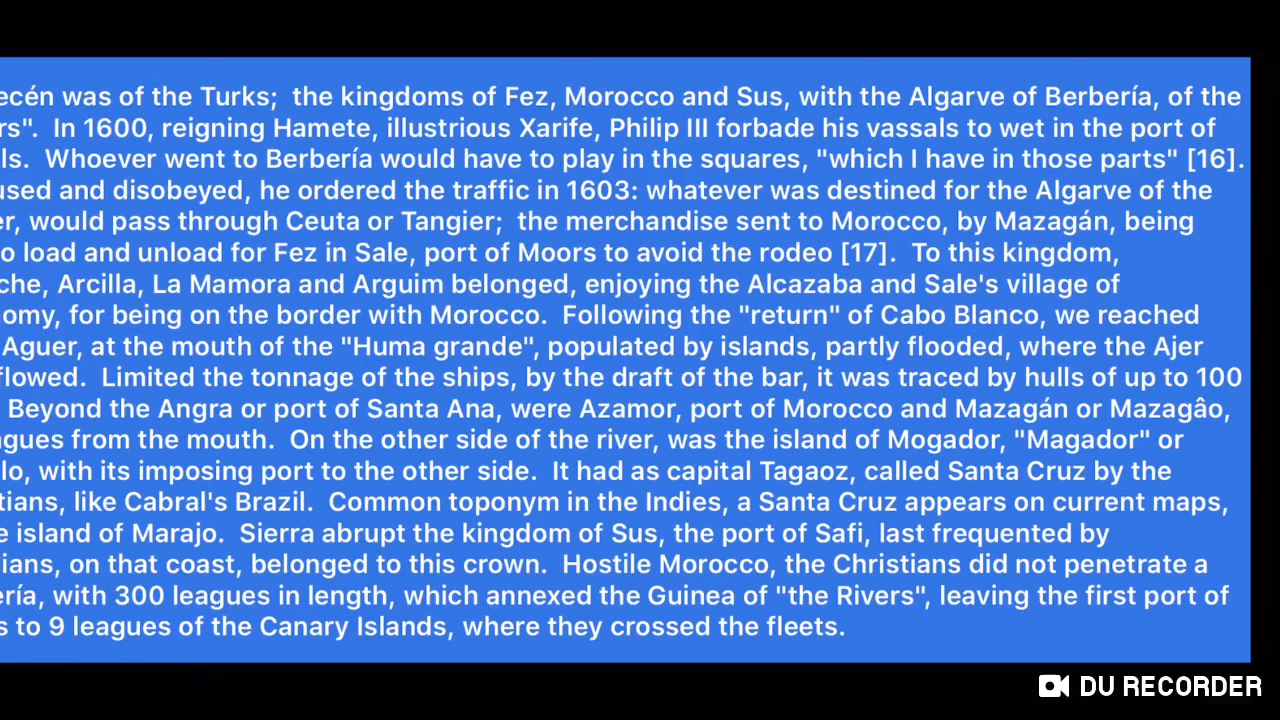 ecén was of the Turks;  the kingdoms of Fez, Morocco and Sus, with the Algarve of Berbería, of the
rs".  In 1600, reigning Hamete, illustrious Xarife, Philip III forbade his vassals to wet in the port of
ls.  Whoever went to Berbería would have to play in the squares, "which I have in those parts" [16].
used and disobeyed, he ordered the traffic in 1603: whatever was destined for the Algarve of the
er, would pass through Ceuta or Tangier;  the merchandise sent to Morocco, by Mazagán, being
o load and unload for Fez in Sale, port of Moors to avoid the rodeo [17].  To this kingdom,
che, Arcilla, La Mamora and Arguim belonged, enjoying the Alcazaba and Sale's village of
omy, for being on the border with Morocco.  Following the "return" of Cabo Blanco, we reached
Aguer, at the mouth of the "Huma grande", populated by islands, partly flooded, where the Ajer
flowed.  Limited the tonnage of the ships, by the draft of the bar, it was traced by hulls of up to 100
Beyond the Angra or port of Santa Ana, were Azamor, port of Morocco and Mazagán or Mazagâo,
agues from the mouth.  On the other side of the river, was the island of Mogador, "Magador" or
lo, with its imposing port to the other side.  It had as capital Tagaoz, called Santa Cruz by the
tians, like Cabral's Brazil.  Common toponym in the Indies, a Santa Cruz appears on current maps,
e island of Marajo.  Sierra abrupt the kingdom of Sus, the port of Safi, last frequented by
ians, on that coast, belonged to this crown.  Hostile Morocco, the Christians did not penetrate a
ería, with 300 leagues in length, which annexed the Guinea of "the Rivers", leaving the first port of
s to 9 leagues of the Canary Islands, where they crossed the fleets.
DU RECORDER